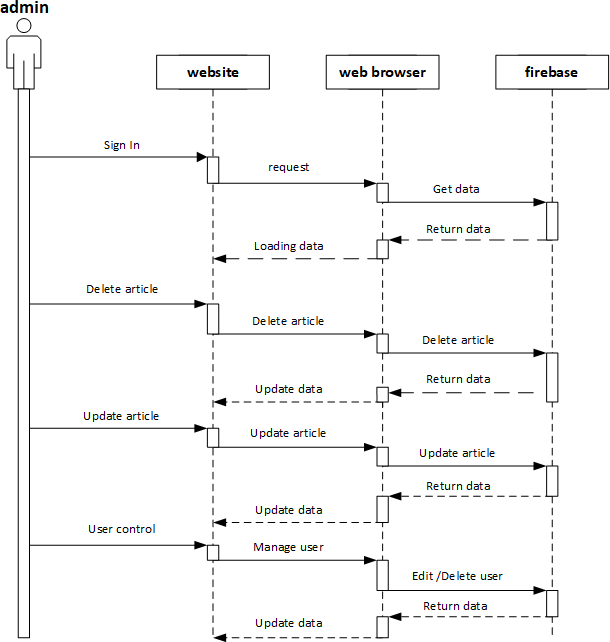 admin
website
web browser
firebase
Sign In
request
Get data
Return data
Loading data
Delete article
Delete article
Delete article
Return data
Update data
Update article
Update article
Update article
Return data
Update data
User control
Manage user
Edit /Delete user
Return data
Update data